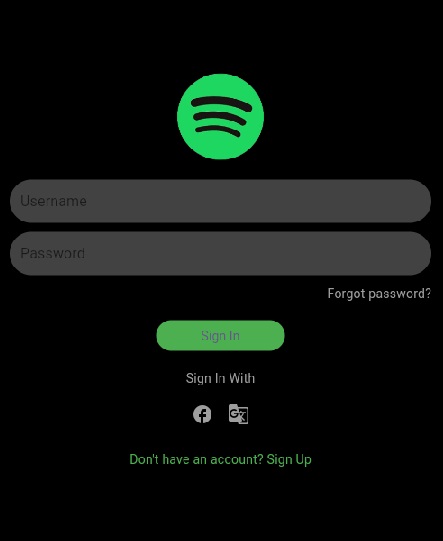 Username
Password
Forgot password?
Sign In
Sign In With
Don't have an account? Sign Up